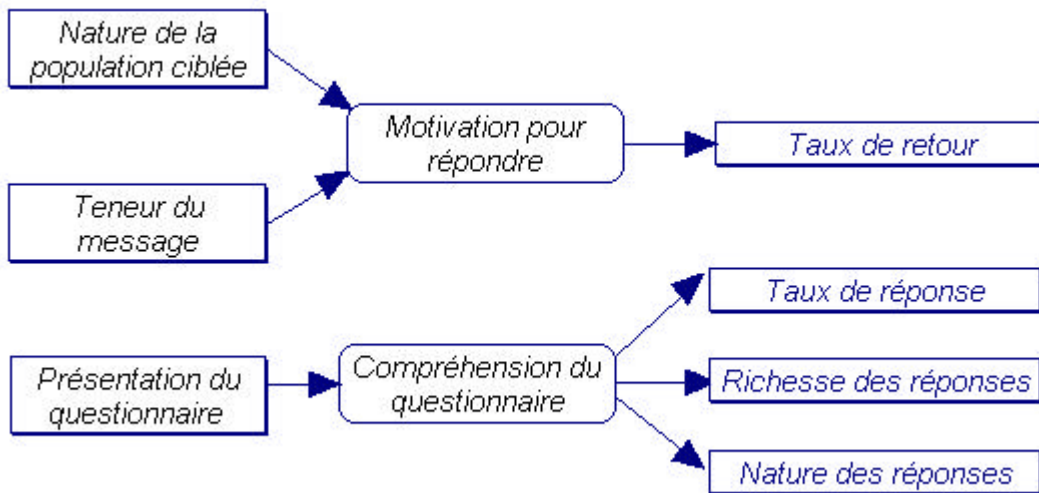 Nature de la
population ciblée
Motivation pour
répondre
Taux de retour
Teneur du
message
Taux de réponse
Présentation du
questionnaire
Compréhension du
questionnaire
Richesse des réponses
Nature des réponses